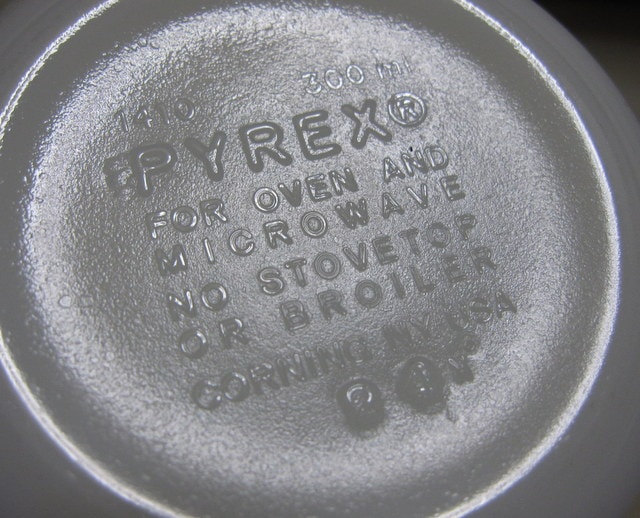 1410 300 ml
PYREX®
FOR OVEN AND
MICROWAVE
NO STOVETOP
OR BROILER
CORNING NY USA